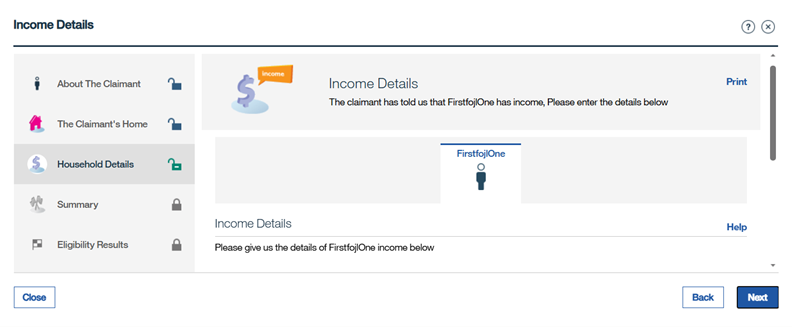 Income Details
About The Claimant
The Claimant's Home
Household Details
Summary
Eligibility Results
Income
Income Details
Print
The claimant has told us that FirstfojlOne has income, Please enter the details below
FirstfojlOne
Income Details
Help
Please give us the details of FirstfojlOne income below
Close
Back
Next